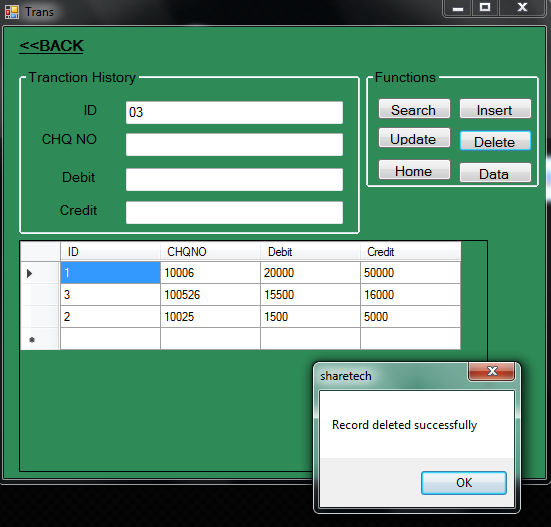 Trans
<<BACK
Tranction History
ID 03
CHQ NO
Debit
Credit
Functions
Search Insert
Update Delete
Home Data
ID CHQNO Debit Credit
1 10006 20000 50000
3 100526 15500 16000
2 10025 1500 5000
sharetech
Record deleted successfully
OK